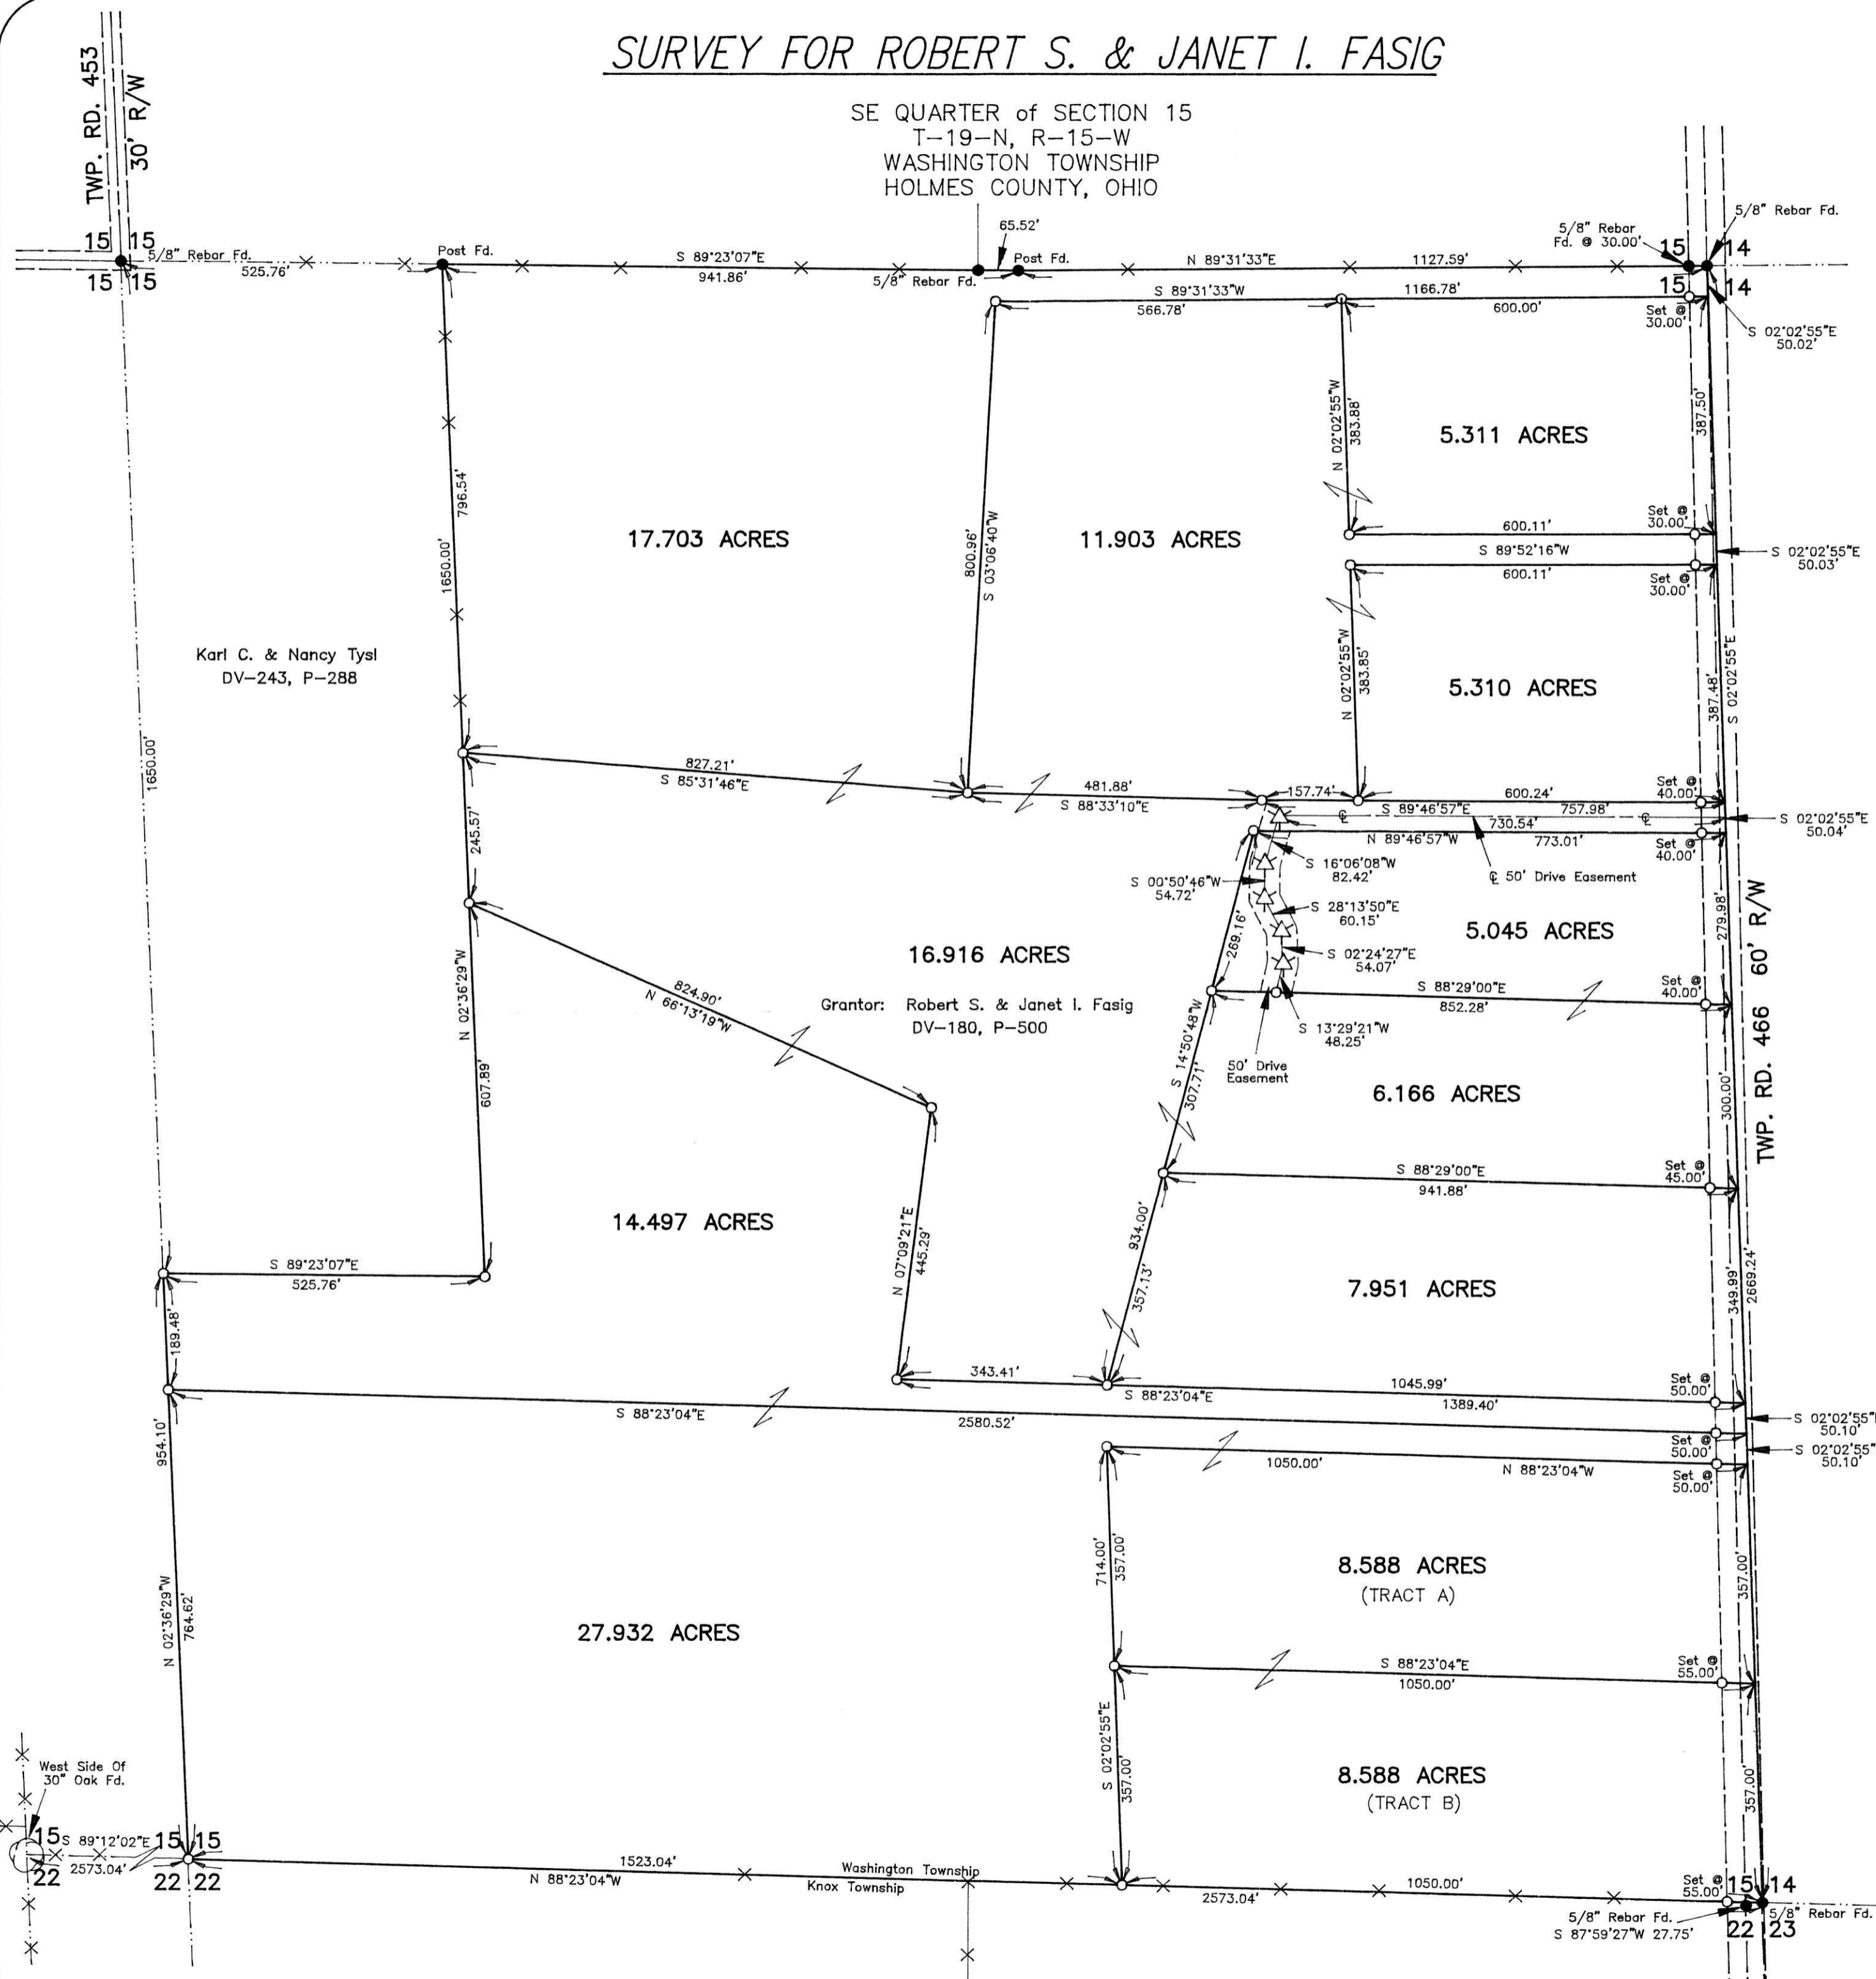 SURVEY FOR ROBERT S. & JANET I. FASIG
SE QUARTER of SECTION 15
T-19-N, R-15-W
WASHINGTON TOWNSHIP
HOLMES COUNTY, OHIO
TWP. RD. 453
30' R/W
15 15
15 15
5/8" Rebar Fd.
525.76'
Post Fd.
S 89°23'07"E
941.86'
5/8" Rebar Fd.
65.52'
Post Fd.
N 89°31'33"E
1127.59'
5/8" Rebar
Fd. @ 30.00'
5/8" Rebar Fd.
15 14
15 14
S 89°31'33"W
566.78'
1166.78'
600.00'
Set @
30.00'
S 02°02'55"E
50.02'
796.54'
1650.00'
17.703 ACRES
800.96'
S 03°06'40"W
11.903 ACRES
N 02°02'55"W
383.88'
5.311 ACRES
387.50'
600.11'
Set @
30.00'
S 89°52'16"W
S 02°02'55"E
50.03'
600.11'
Set @
30.00'
Karl C. & Nancy Tysl
DV-243, P-288
1650.00'
N 02°02'55"W
383.85'
5.310 ACRES
387.48'
S 02°02'55"E
827.21'
S 85°31'46"E
481.88'
S 88°33'10"E
157.74'
600.24'
Set @
40.00'
S 89°46'57"E
757.98'
℄
730.54'
℄
S 02°02'55"E
50.04'
N 89°46'57"W
773.01'
Set @
40.00'
245.57'
S 16°06'08"W
82.42'
℄ 50' Drive Easement
S 00°50'46"W
54.72'
S 28°13'50"E
60.15'
269.16'
5.045 ACRES
279.98'
TWP. RD. 466 60' R/W
16.916 ACRES
S 02°24'27"E
54.07'
824.90'
N 66°13'19"W
N 02°36'29"W
607.89'
Grantor: Robert S. & Janet I. Fasig
DV-180, P-500
S 88°29'00"E
852.28'
Set @
40.00'
S 13°29'21"W
48.25'
50' Drive
Easement
S 14°50'48"W
307.71'
6.166 ACRES
300.00'
S 88°29'00"E
941.88'
Set @
45.00'
14.497 ACRES
N 07°09'21"E
445.29'
934.00'
357.13'
7.951 ACRES
349.99'
2669.24'
S 89°23'07"E
525.76'
189.48'
343.41'
S 88°23'04"E
1045.99'
1389.40'
Set @
50.00'
S 88°23'04"E
2580.52'
S 02°02'55"
50.10'
Set @
50.00'
S 02°02'55"
50.10'
954.10'
1050.00'
N 88°23'04"W
Set @
50.00'
N 02°36'29"W
764.62'
27.932 ACRES
714.00'
357.00'
8.588 ACRES
(TRACT A)
357.00'
S 88°23'04"E
1050.00'
Set @
55.00'
S 02°02'55"E
357.00'
8.588 ACRES
(TRACT B)
357.00'
West Side Of
30" Oak Fd.
15
22
S 89°12'02"E
2573.04'
15 15
22 22
1523.04'
N 88°23'04"W
Washington Township
Knox Township
2573.04'
1050.00'
Set @
55.00'
15 14
22 23
5/8" Rebar Fd.
S 87°59'27"W 27.75'
5/8" Rebar Fd.